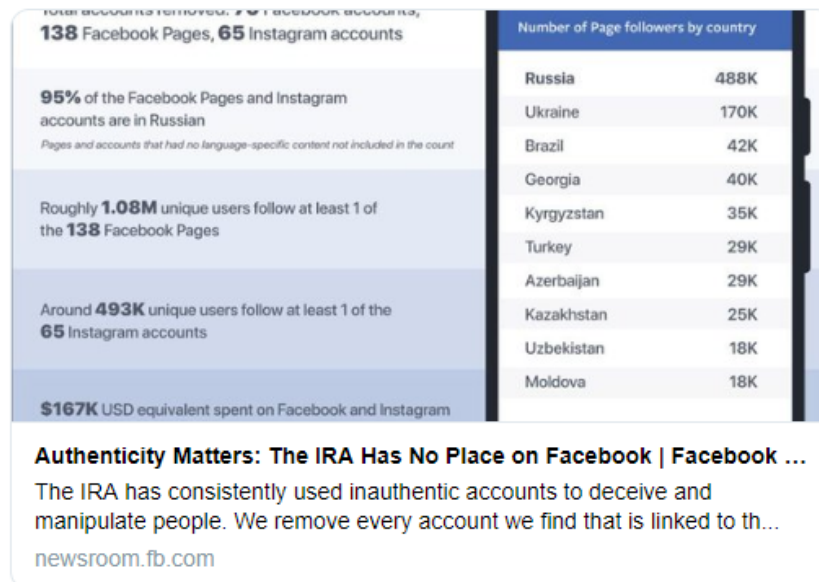 Total accounts removed: 70 Facebook accounts,
138 Facebook Pages, 65 Instagram accounts
95% of the Facebook Pages and Instagram
accounts are in Russian
Pages and accounts that had no language-specific content not included in the count
Roughly 1.08M unique users follow at least 1 of
the 138 Facebook Pages
Around 493K unique users follow at least 1 of the
65 Instagram accounts
$167K USD equivalent spent on Facebook and Instagram
Number of Page followers by country
Russia 488K
Ukraine 170K
Brazil 42K
Georgia 40K
Kyrgyzstan 35K
Turkey 29K
Azerbaijan 29K
Kazakhstan 25K
Uzbekistan 18K
Moldova 18K
Authenticity Matters: The IRA Has No Place on Facebook | Facebook ...
The IRA has consistently used inauthentic accounts to deceive and
manipulate people. We remove every account we find that is linked to th...
newsroom.fb.com